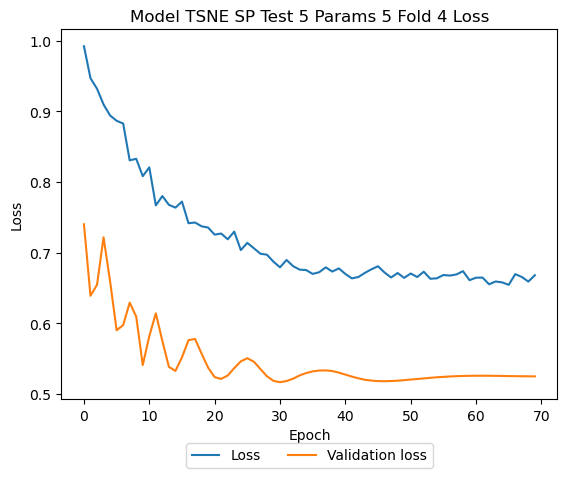 Model TSNE SP Test 5 Params 5 Fold 4 Loss
1.0
0.9
0.8
0.7
0.6
0.5
Loss
0 10 20 30 40 50 60 70
Epoch
Loss Validation loss